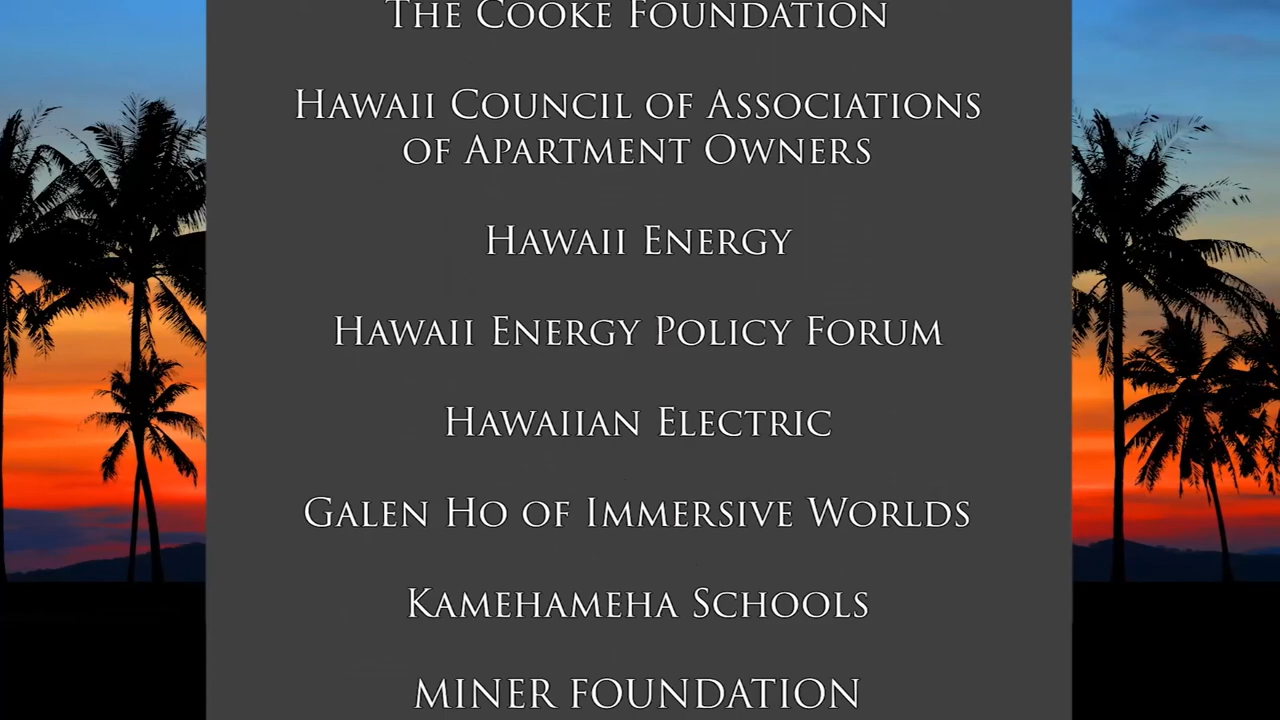 The Cooke Foundation
Hawaii Council of Associations
of Apartment Owners
Hawaii Energy
Hawaii Energy Policy Forum
Hawaiian Electric
Galen Ho of Immersive Worlds
Kamehameha Schools
MINER FOUNDATION